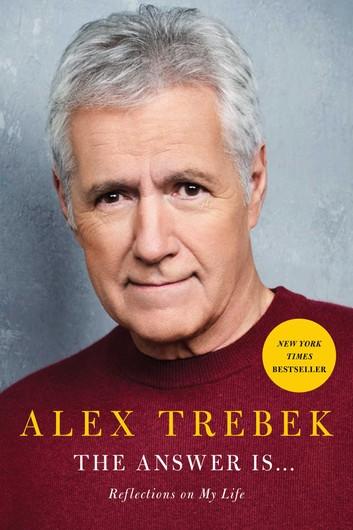 NEW YORK
TIMES
BESTSELLER
ALEX TREBEK
THE ANSWER IS...
Reflections on My Life